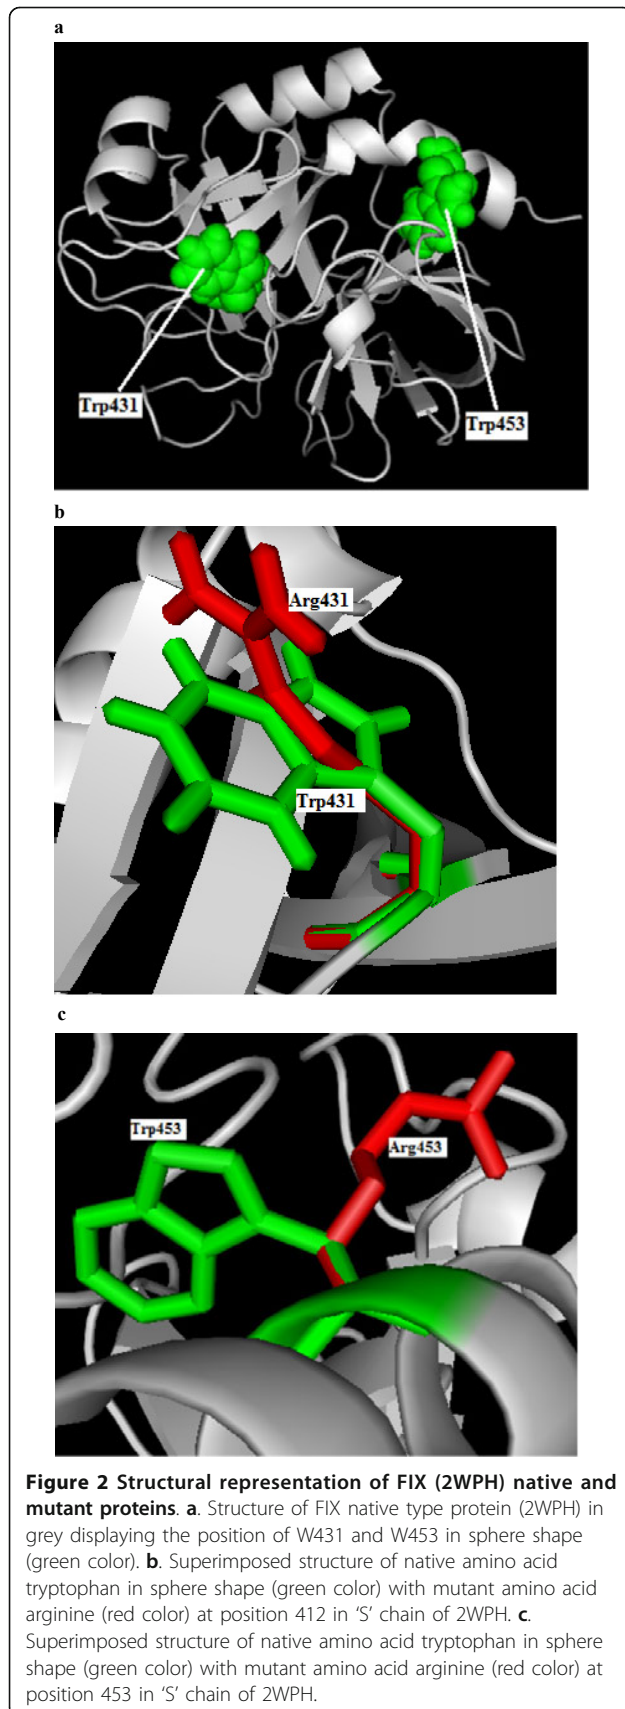 a
Trp431
Trp453
b
Arg431
Trp431
c
Trp453
Arg453
Figure 2 Structural representation of FIX (2WPH) native and
mutant proteins. a. Structure of FIX native type protein (2WPH) in
grey displaying the position of W431 and W453 in sphere shape
(green color). b. Superimposed structure of native amino acid
tryptophan in sphere shape (green color) with mutant amino acid
arginine (red color) at position 412 in ‘S’ chain of 2WPH. c.
Superimposed structure of native amino acid tryptophan in sphere
shape (green color) with mutant amino acid arginine (red color) at
position 453 in ‘S’ chain of 2WPH.